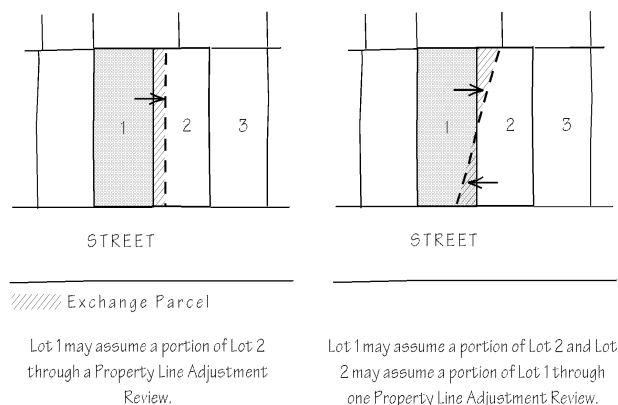 1 2 3
1 2 3
STREET
STREET
Exchange Parcel
Lot 1 may assume a portion of Lot 2
through a Property Line Adjustment
Review.
Lot 1 may assume a portion of Lot 2 and Lot
2 may assume a portion of Lot 1 through
one Property Line Adjustment Review.